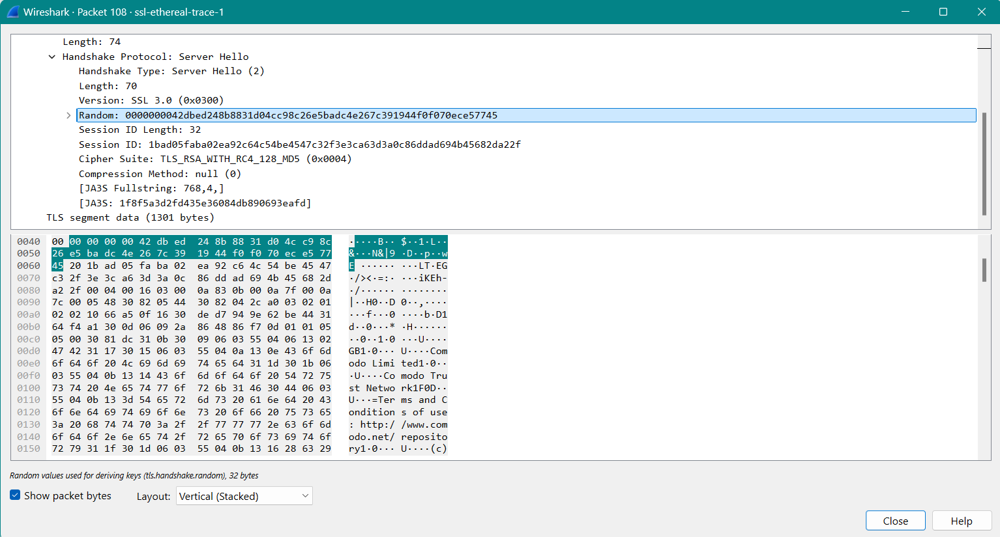 Wireshark · Packet 108 · ssl-ethereal-trace-1
Length: 74
Handshake Protocol: Server Hello
Handshake Type: Server Hello (2)
Length: 70
Version: SSL 3.0 (0x0300)
Random: 0000000042dbed248b8831d04cc98c26e5badc4e267c391944f0f070ece57745
Session ID Length: 32
Session ID: 1bad05faba02ea92c64c54be4547c32f3e3ca63d3a0c86ddad694b45682da22f
Cipher Suite: TLS_RSA_WITH_RC4_128_MD5 (0x0004)
Compression Method: null (0)
[JA3S Fullstring: 768,4,]
[JA3S: 1f8f5a3d2fd435e36084db890693eafd]
TLS segment data (1301 bytes)
0040 00 00 00 00 00 42 db ed 24 8b 88 31 d0 4c c9 8c ·····B·· $··1·L··
0050 26 e5 ba dc 4e 26 7c 39 19 44 f0 f0 70 ec e5 77 &···N&|9 ·D··p··w
0060 45 20 1b ad 05 fa ba 02 ea 92 c6 4c 54 be 45 47 E ······ ···LT·EG
0070 c3 2f 3e 3c a6 3d 3a 0c 86 dd ad 69 4b 45 68 2d ·/><·=:· ···iKEh-
0080 a2 2f 00 04 00 16 03 00 0a 83 0b 00 0a 7f 00 0a ·/······ ········
0090 7c 00 05 48 30 82 05 44 30 82 04 2c a0 03 02 01 |··H0··D 0··,····
00a0 02 02 10 66 a5 0f 16 30 de d7 94 9e 62 be 44 31 ···f···0 ····b·D1
00b0 64 f4 a1 30 0d 06 09 2a 86 48 86 f7 0d 01 01 05 d··0···* ·H······
00c0 05 00 30 81 dc 31 0b 30 09 06 03 55 04 06 13 02 ··0··1·0 ···U····
00d0 47 42 31 17 30 15 06 03 55 04 0a 13 0e 43 6f 6d GB1·0··· U····Com
00e0 6f 64 6f 20 4c 69 6d 69 74 65 64 31 1d 30 1b 06 odo Limi ted1·0··
00f0 03 55 04 0b 13 14 43 6f 6d 6f 64 6f 20 54 72 75 ·U····Co modo Tru
0100 73 74 20 4e 65 74 77 6f 72 6b 31 46 30 44 06 03 st Netwo rk1F0D··
0110 55 04 0b 13 3d 54 65 72 6d 73 20 61 6e 64 20 43 U···=Ter ms and C
0120 6f 6e 64 69 74 69 6f 6e 73 20 6f 66 20 75 73 65 ondition s of use
0130 3a 20 68 74 74 70 3a 2f 2f 77 77 77 2e 63 6f 6d : http:/ /www.com
0140 6f 64 6f 2e 6e 65 74 2f 72 65 70 6f 73 69 74 6f odo.net/ reposito
0150 72 79 31 1f 30 1d 06 03 55 04 0b 13 16 28 63 29 ry1·0··· U····(c)
Random values used for deriving keys (tls.handshake.random), 32 bytes
Show packet bytes Layout: Vertical (Stacked)
Close Help